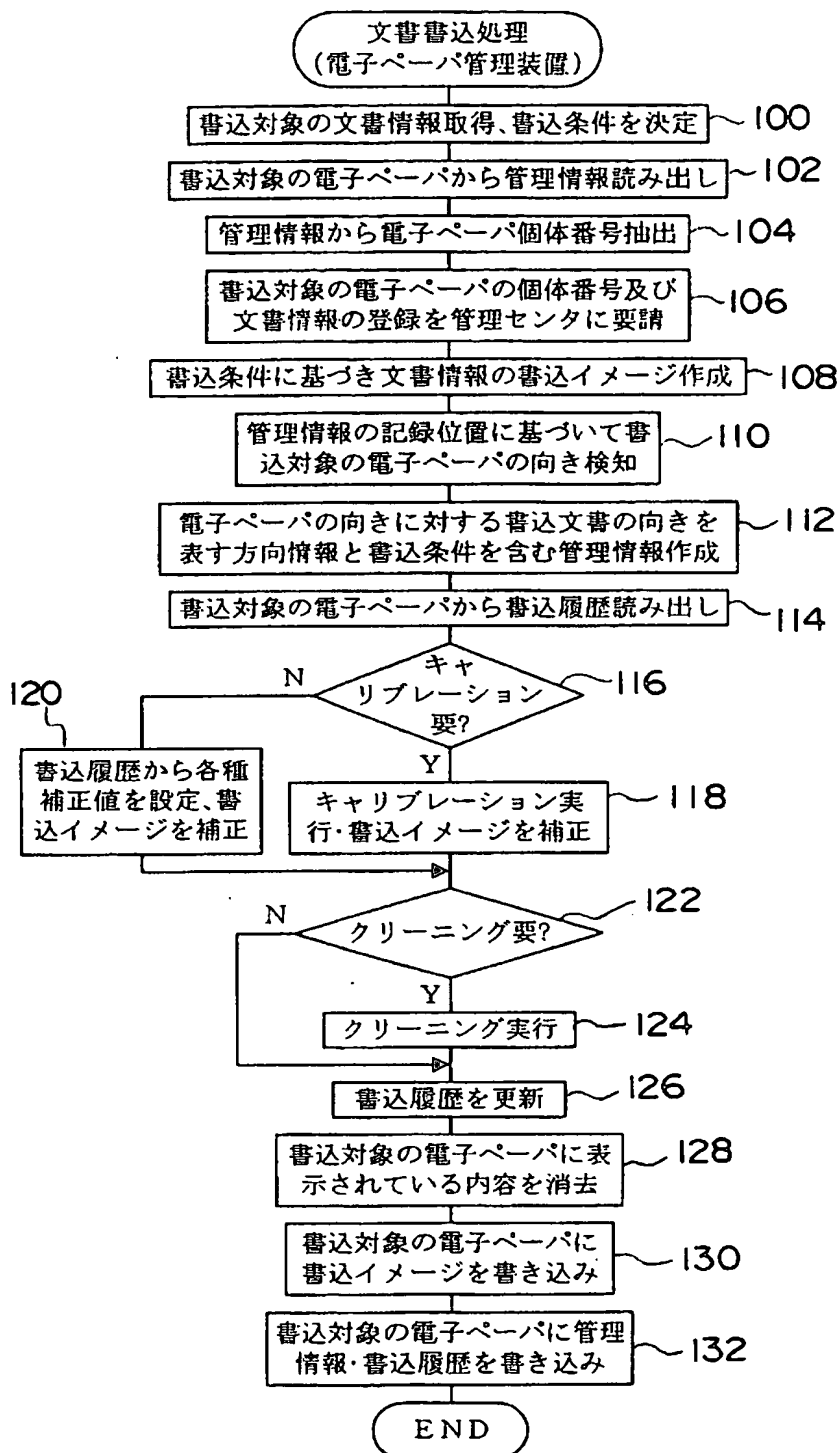 文書書込処理
(電子ペーパ管理装置)
書込対象の文書情報取得、書込条件を決定
100
書込対象の電子ペーパから管理情報読み出し
102
管理情報から電子ペーパ個体番号抽出
104
書込対象の電子ペーパの個体番号及び
文書情報の登録を管理センタに要請
106
書込条件に基づき文書情報の書込イメージ作成
108
管理情報の記録位置に基づいて書
込対象の電子ペーパの向き検知
110
電子ペーパの向きに対する書込文書の向きを
表す方向情報と書込条件を含む管理情報作成
112
書込対象の電子ペーパから書込履歴読み出し
114
キャ
リブレーション
要?
116
N
Y
120
書込履歴から各種
補正値を設定、書
込イメージを補正
キャリブレーション実
行・書込イメージを補正
118
クリーニング要?
122
N
Y
クリーニング実行
124
書込履歴を更新
126
書込対象の電子ペーパに表
示されている内容を消去
128
書込対象の電子ペーパに
書込イメージを書き込み
130
書込対象の電子ペーパに管理
情報・書込履歴を書き込み
132
END